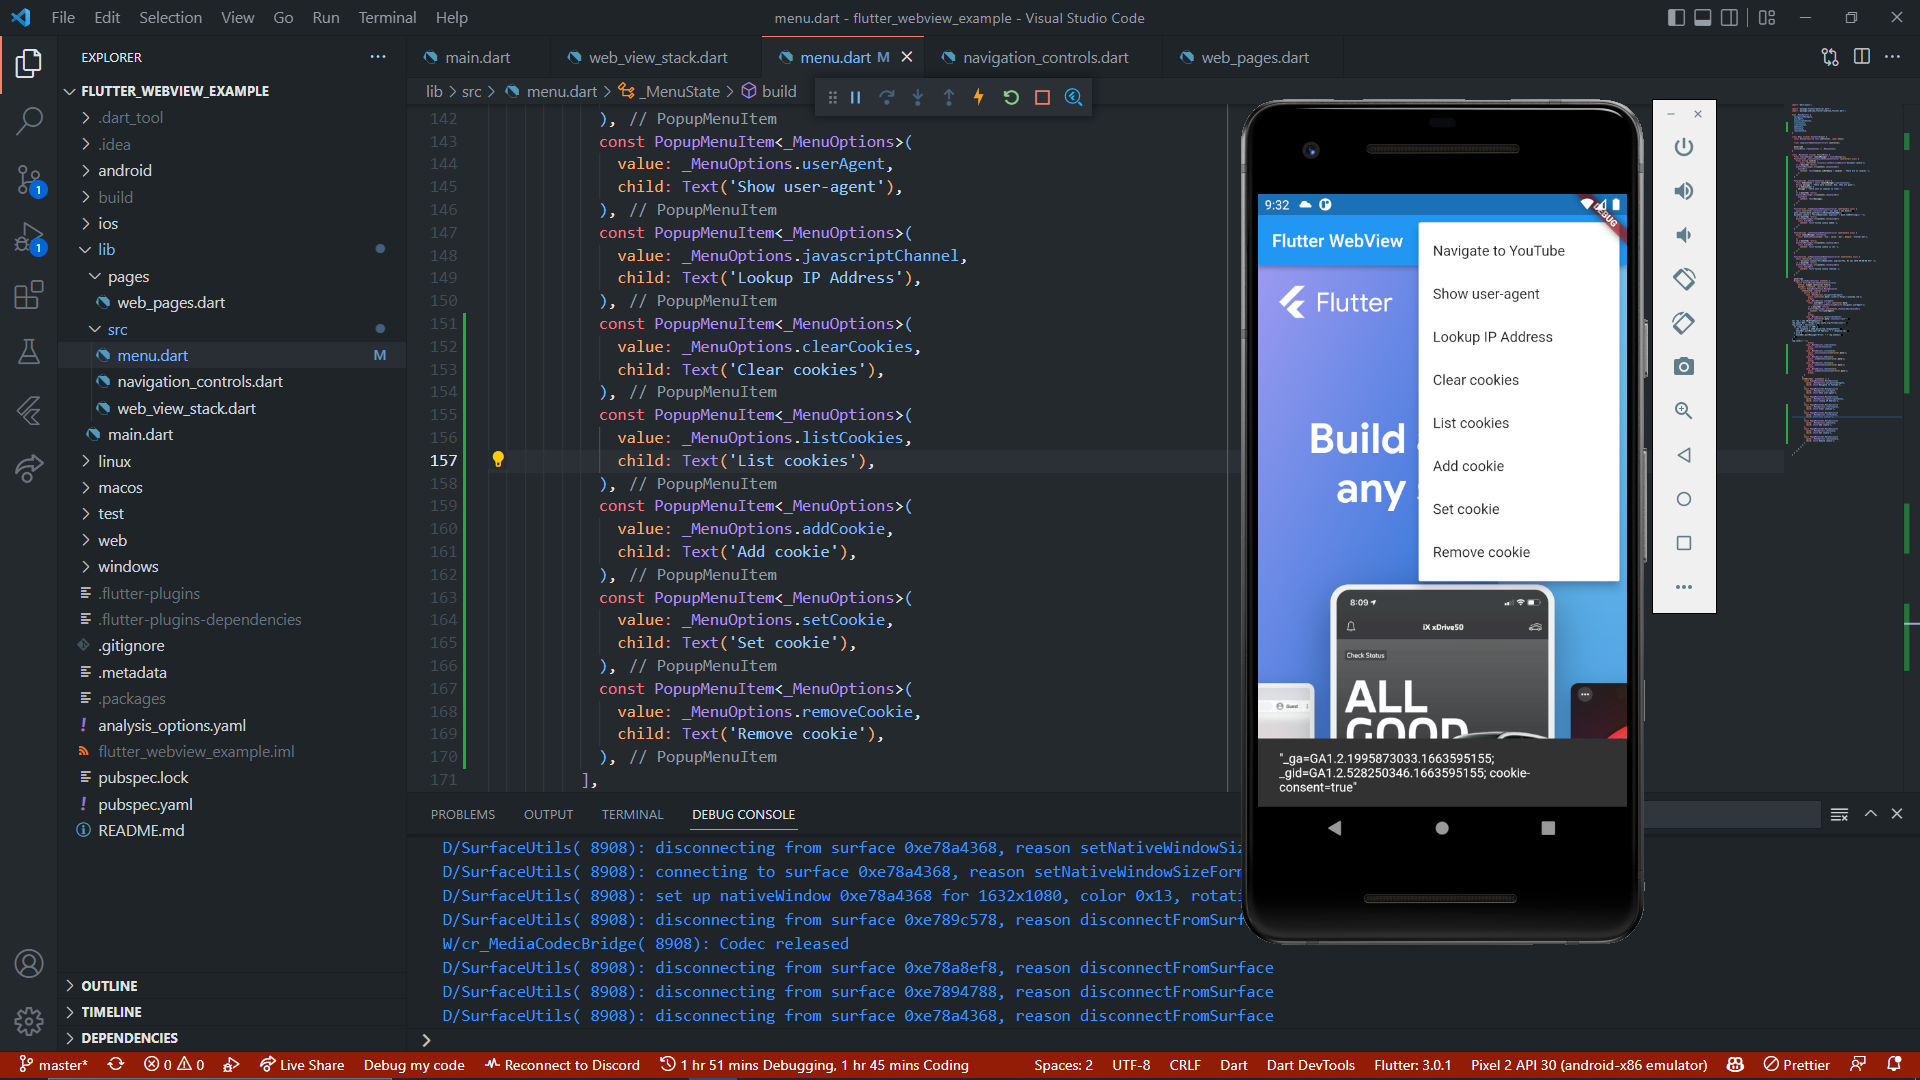 File Edit Selection View Go Run Terminal Help
menu.dart - flutter_webview_example - Visual Studio Code
EXPLORER
FLUTTER_WEBVIEW_EXAMPLE
.dart_tool
.idea
android
build
ios
lib
pages
web_pages.dart
src
menu.dart M
navigation_controls.dart
web_view_stack.dart
main.dart
linux
macos
test
web
windows
.flutter-plugins
.flutter-plugins-dependencies
.gitignore
.metadata
.packages
analysis_options.yaml
flutter_webview_example.iml
pubspec.lock
pubspec.yaml
README.md
OUTLINE
TIMELINE
DEPENDENCIES
1
1
main.dart web_view_stack.dart menu.dart M navigation_controls.dart web_pages.dart
lib > src > menu.dart > _MenuState > build
142 ), // PopupMenuItem
143 const PopupMenuItem<_MenuOptions>(
144 value: _MenuOptions.userAgent,
145 child: Text('Show user-agent'),
146 ), // PopupMenuItem
147 const PopupMenuItem<_MenuOptions>(
148 value: _MenuOptions.javascriptChannel,
149 child: Text('Lookup IP Address'),
150 ), // PopupMenuItem
151 const PopupMenuItem<_MenuOptions>(
152 value: _MenuOptions.clearCookies,
153 child: Text('Clear cookies'),
154 ), // PopupMenuItem
155 const PopupMenuItem<_MenuOptions>(
156 value: _MenuOptions.listCookies,
157 child: Text('List cookies'),
158 ), // PopupMenuItem
159 const PopupMenuItem<_MenuOptions>(
160 value: _MenuOptions.addCookie,
161 child: Text('Add cookie'),
162 ), // PopupMenuItem
163 const PopupMenuItem<_MenuOptions>(
164 value: _MenuOptions.setCookie,
165 child: Text('Set cookie'),
166 ), // PopupMenuItem
167 const PopupMenuItem<_MenuOptions>(
168 value: _MenuOptions.removeCookie,
169 child: Text('Remove cookie'),
170 ), // PopupMenuItem
171 ],
9:32
DEBUG
Flutter WebView
Flutter
Build
any
Navigate to YouTube
Show user-agent
Lookup IP Address
Clear cookies
List cookies
Add cookie
Set cookie
Remove cookie
8:09
iX xDrive50
Check Status
ALL
GOOD
Guest
"_ga=GA1.2.1995873033.1663595155;
_gid=GA1.2.528250346.1663595155; cookie-
consent=true"
PROBLEMS OUTPUT TERMINAL DEBUG CONSOLE
D/SurfaceUtils( 8908): disconnecting from surface 0xe78a4368, reason setNativeWindowSiz
D/SurfaceUtils( 8908): connecting to surface 0xe78a4368, reason setNativeWindowSizeForm
D/SurfaceUtils( 8908): set up nativeWindow 0xe78a4368 for 1632x1080, color 0x13, rotati
D/SurfaceUtils( 8908): disconnecting from surface 0xe789c578, reason disconnectFromSurf
W/cr_MediaCodecBridge( 8908): Codec released
D/SurfaceUtils( 8908): disconnecting from surface 0xe78a8ef8, reason disconnectFromSurface
D/SurfaceUtils( 8908): disconnecting from surface 0xe7894788, reason disconnectFromSurface
D/SurfaceUtils( 8908): disconnecting from surface 0xe78a4368, reason disconnectFromSurface
master* 0 0 Live Share Debug my code Reconnect to Discord 1 hr 51 mins Debugging, 1 hr 45 mins Coding Spaces: 2 UTF-8 CRLF Dart Dart DevTools Flutter: 3.0.1 Pixel 2 API 30 (android-x86 emulator) Prettier